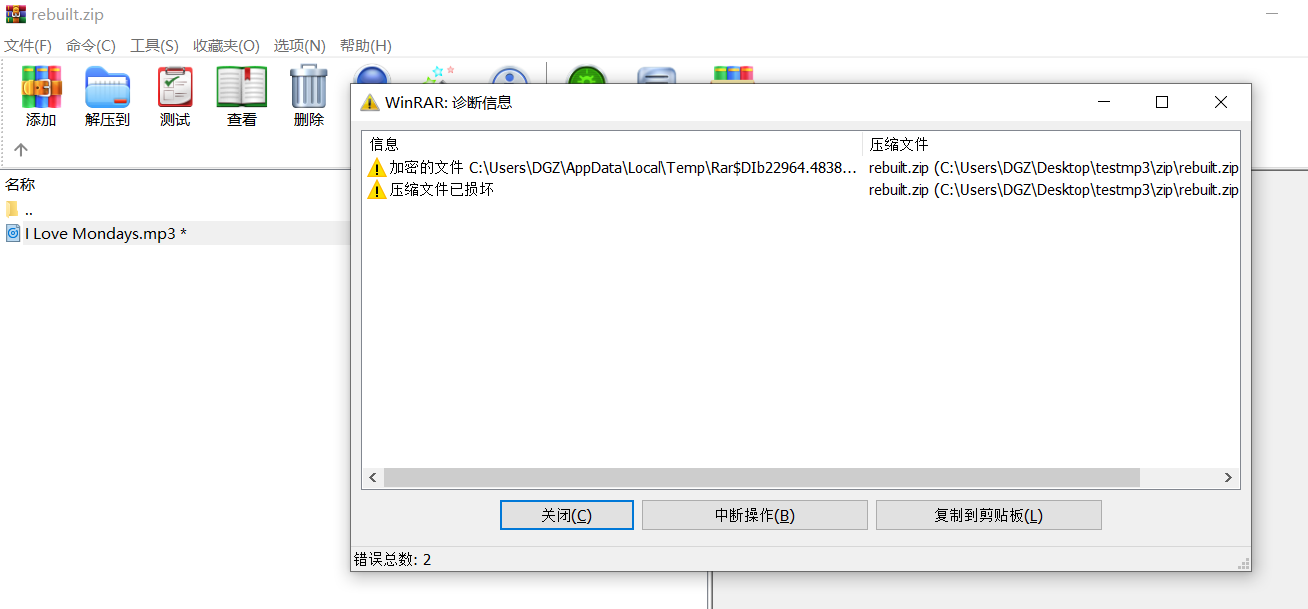 rebuilt.zip
文件(F) 命令(C) 工具(S) 收藏夹(O) 选项(N) 帮助(H)
添加 解压到 测试 查看 删除
WinRAR: 诊断信息
信息 压缩文件
加密的文件 C:\Users\DGZ\AppData\Local\Temp\Rar$DIb22964.4838... rebuilt.zip (C:\Users\DGZ\Desktop\testmp3\zip\rebuilt.zip
压缩文件已损坏 rebuilt.zip (C:\Users\DGZ\Desktop\testmp3\zip\rebuilt.zip
名称
..
I Love Mondays.mp3 *
关闭(C) 中断操作(B) 复制到剪贴板(L)
错误总数: 2